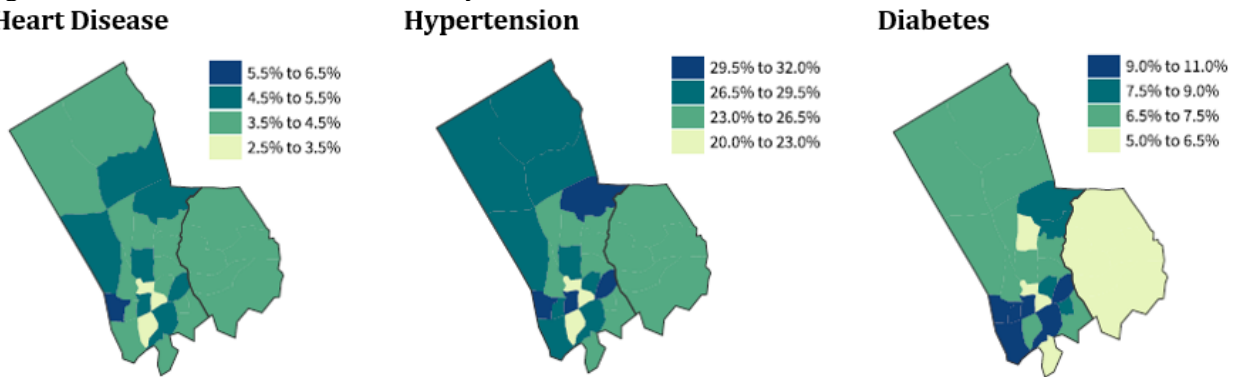 Heart Disease
5.5% to 6.5%
4.5% to 5.5%
3.5% to 4.5%
2.5% to 3.5%
Hypertension
29.5% to 32.0%
26.5% to 29.5%
23.0% to 26.5%
20.0% to 23.0%
Diabetes
9.0% to 11.0%
7.5% to 9.0%
6.5% to 7.5%
5.0% to 6.5%